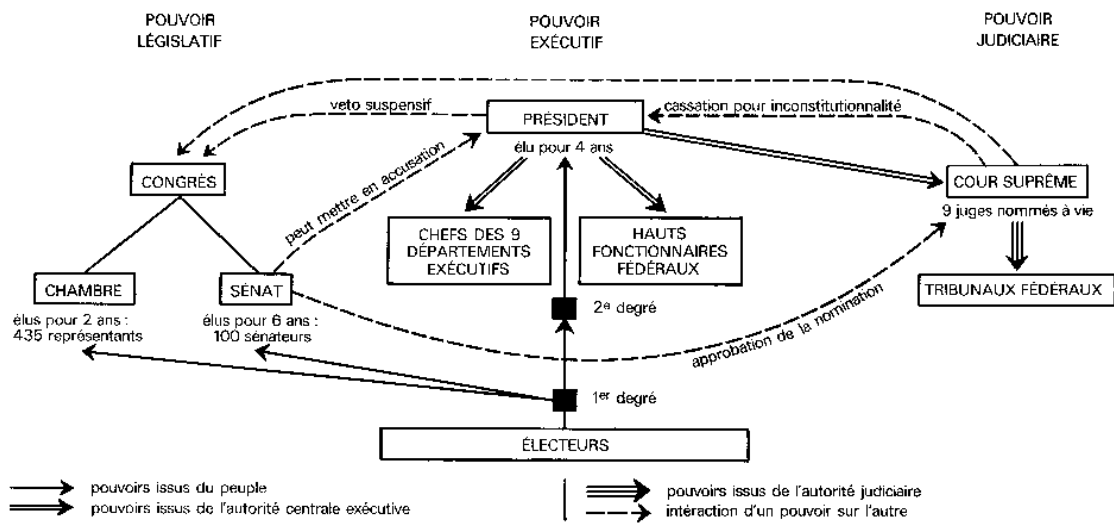 POUVOIR
LÉGISLATIF
POUVOIR
EXÉCUTIF
POUVOIR
JUDICIAIRE
veto suspensif
PRÉSIDENT
élu pour 4 ans
cassation pour inconstitutionnalité
CONGRÈS
peut mettre en accusation
COUR SUPRÊME
9 juges nommés à vie
CHEFS DES 9
DÉPARTEMENTS
EXÉCUTIFS
HAUTS
FONCTIONNAIRES
FÉDÉRAUX
CHAMBRE
SÉNAT
TRIBUNAUX FÉDÉRAUX
élus pour 2 ans :
435 représentants
élus pour 6 ans :
100 sénateurs
2e degré
approbation de la nomination
1er degré
ÉLECTEURS
pouvoirs issus du peuple
pouvoirs issus de l'autorité centrale exécutive
pouvoirs issus de l'autorité judiciaire
intéraction d'un pouvoir sur l'autre